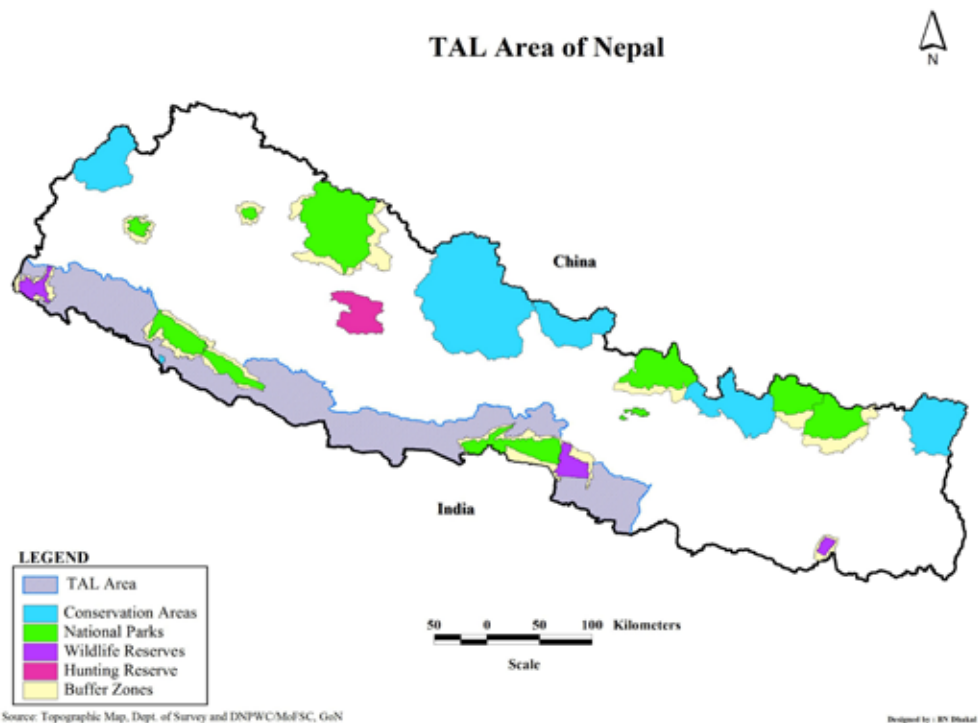 TAL Area of Nepal
N
China
India
LEGEND
TAL Area
Conservation Areas
National Parks
Wildlife Reserves
Hunting Reserve
Buffer Zones
50 0 50 100 Kilometers
Scale
Source: Topographic Map, Dept. of Survey and DNPWC/MoFSC, GoN
Designed by : BN Dhakal